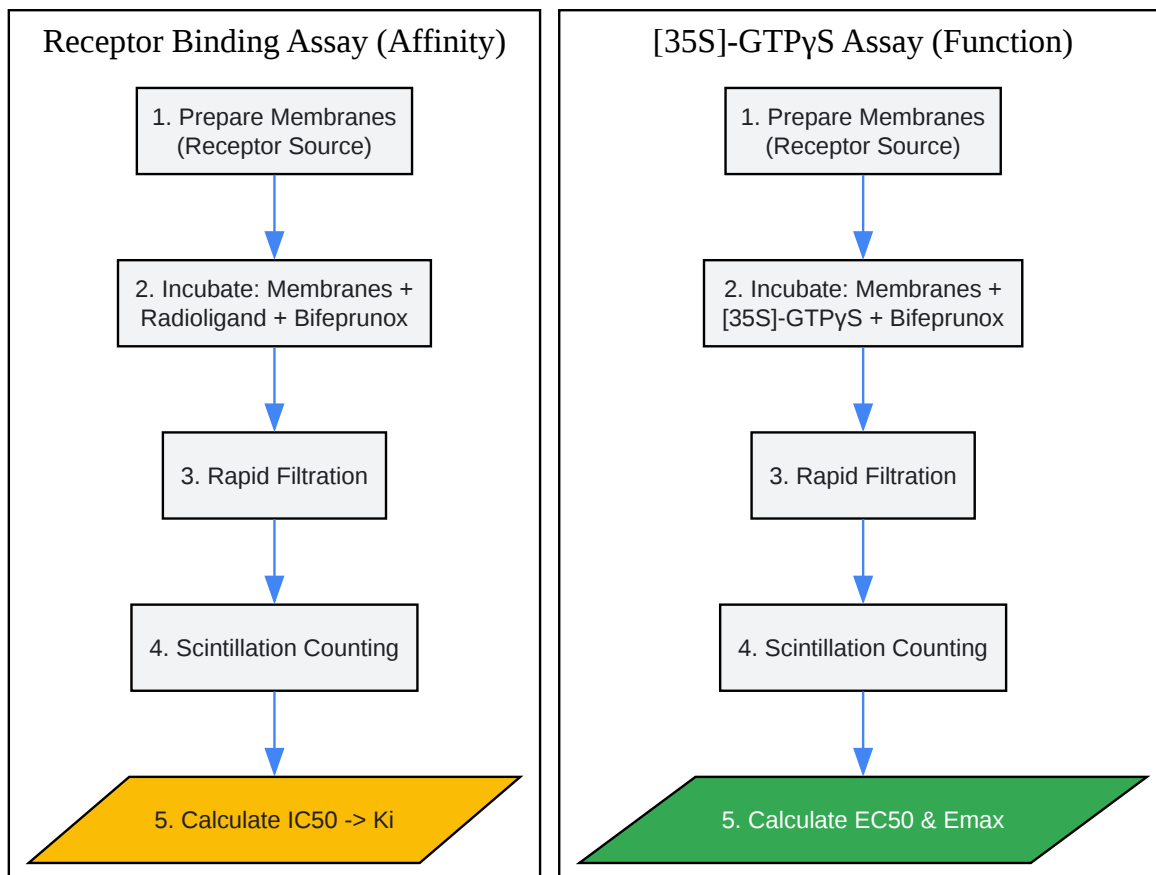 Receptor Binding Assay (Affinity)
1. Prepare Membranes
(Receptor Source)
2. Incubate: Membranes +
Radioligand + Bifeprunox
3. Rapid Filtration
4. Scintillation Counting
5. Calculate IC50 -> Ki
[35S]-GTPγS Assay (Function)
1. Prepare Membranes
(Receptor Source)
2. Incubate: Membranes +
[35S]-GTPγS + Bifeprunox
3. Rapid Filtration
4. Scintillation Counting
5. Calculate EC50 & Emax